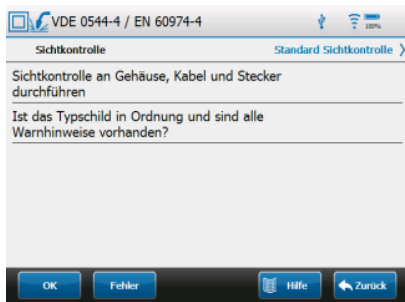 VDE 0544-4 / EN 60974-4
100%
Sichtkontrolle
Standard Sichtkontrolle
Sichtkontrolle an Gehäuse, Kabel und Stecker
durchführen
Ist das Typschild in Ordnung und sind alle
Warnhinweise vorhanden?
OK
Fehler
Hilfe
Zurück